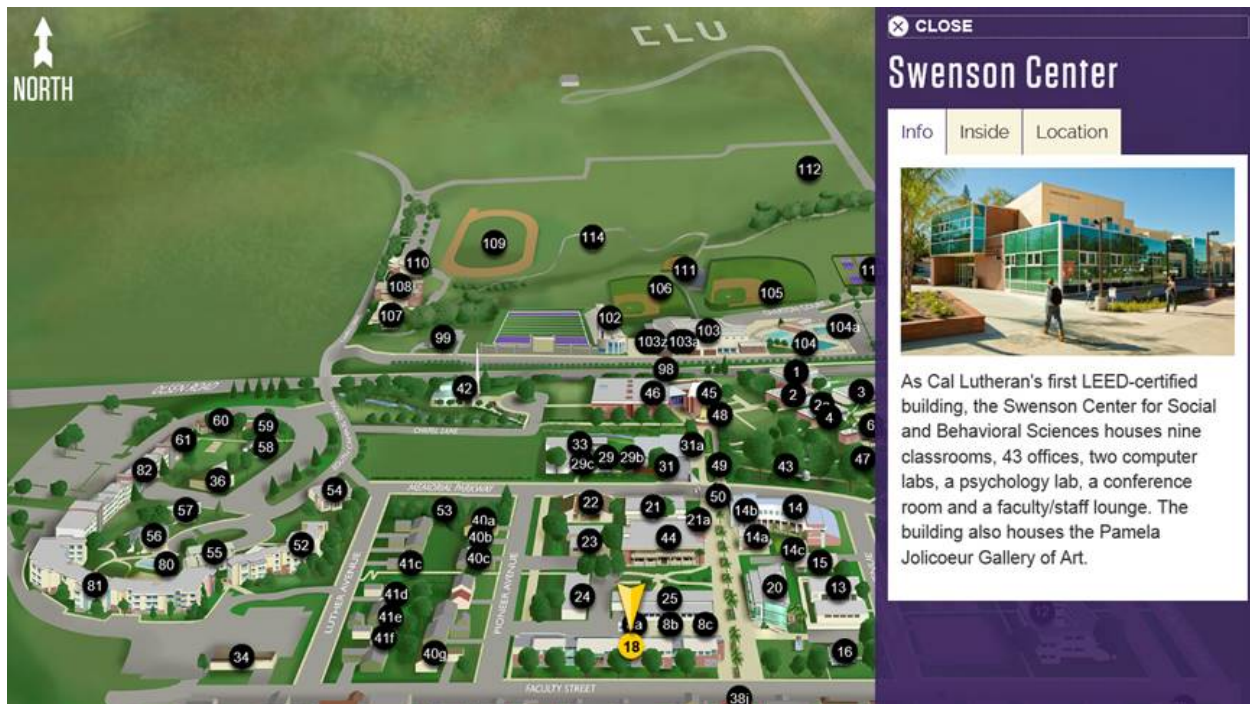 CLU
NORTH
112
109
114
110
108
111
106
105
107
102
103
104a
99
103z
103a
104
98
1
42
46
45
2
3
48
4
OLSEN ROAD
60
59
61
58
CHAPEL LANE
33
31a
29
29b
29c
31
49
43
47
82
36
54
MEMORIAL PARKWAY
57
53
22
21
50
14b
14
40a
21a
56
40b
23
44
14a
52
55
40c
14c
80
41c
15
81
41d
24
25
20
13
LUTHER AVENUE
PIONEER AVENUE
41e
8b
8c
41f
18
34
40g
16
FACULTY STREET
38j
12
CLOSE
Swenson Center
Info
Inside
Location
As Cal Lutheran's first LEED-certified
building, the Swenson Center for Social
and Behavioral Sciences houses nine
classrooms, 43 offices, two computer
labs, a psychology lab, a conference
room and a faculty/staff lounge. The
building also houses the Pamela
Jolicoeur Gallery of Art.